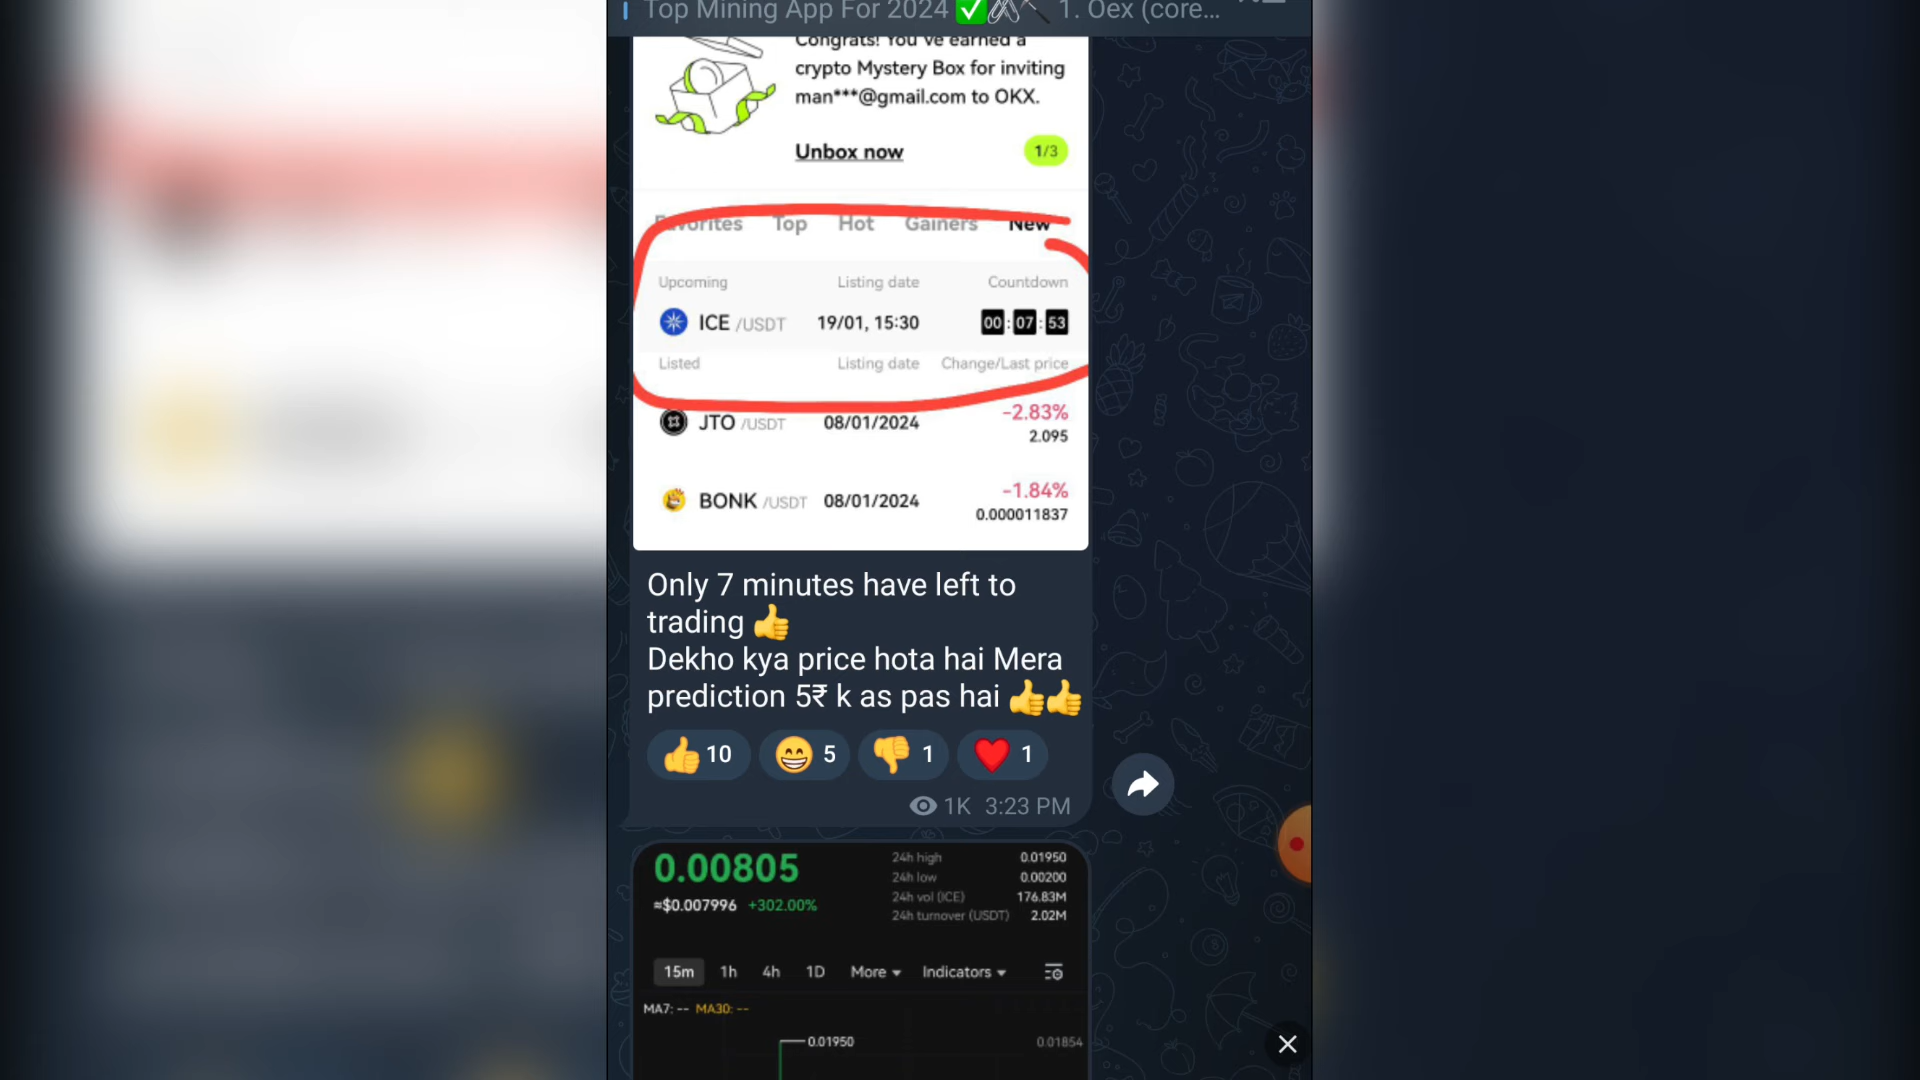 Top Mining App For 2024 ✅ 1. Oex (core...
Congrats! You've earned a
crypto Mystery Box for inviting
man***@gmail.com to OKX.
Unbox now
1/3
Favorites Top Hot Gainers New
Upcoming Listing date Countdown
ICE /USDT 19/01, 15:30 00:07:53
Listed Listing date Change/Last price
JTO /USDT 08/01/2024 -2.83%
2.095
BONK /USDT 08/01/2024 -1.84%
0.000011837
Only 7 minutes have left to
trading 👍
Dekho kya price hota hai Mera
prediction 5₹ k as pas hai 👍👍
👍 10 😁 5 👎 1 ❤️ 1
1K 3:23 PM
0.00805
≈$0.007996 +302.00%
24h high 0.01950
24h low 0.00200
24h vol (ICE) 176.83M
24h turnover (USDT) 2.02M
15m 1h 4h 1D More Indicators
MA7: -- MA30: --
0.01950
0.01854